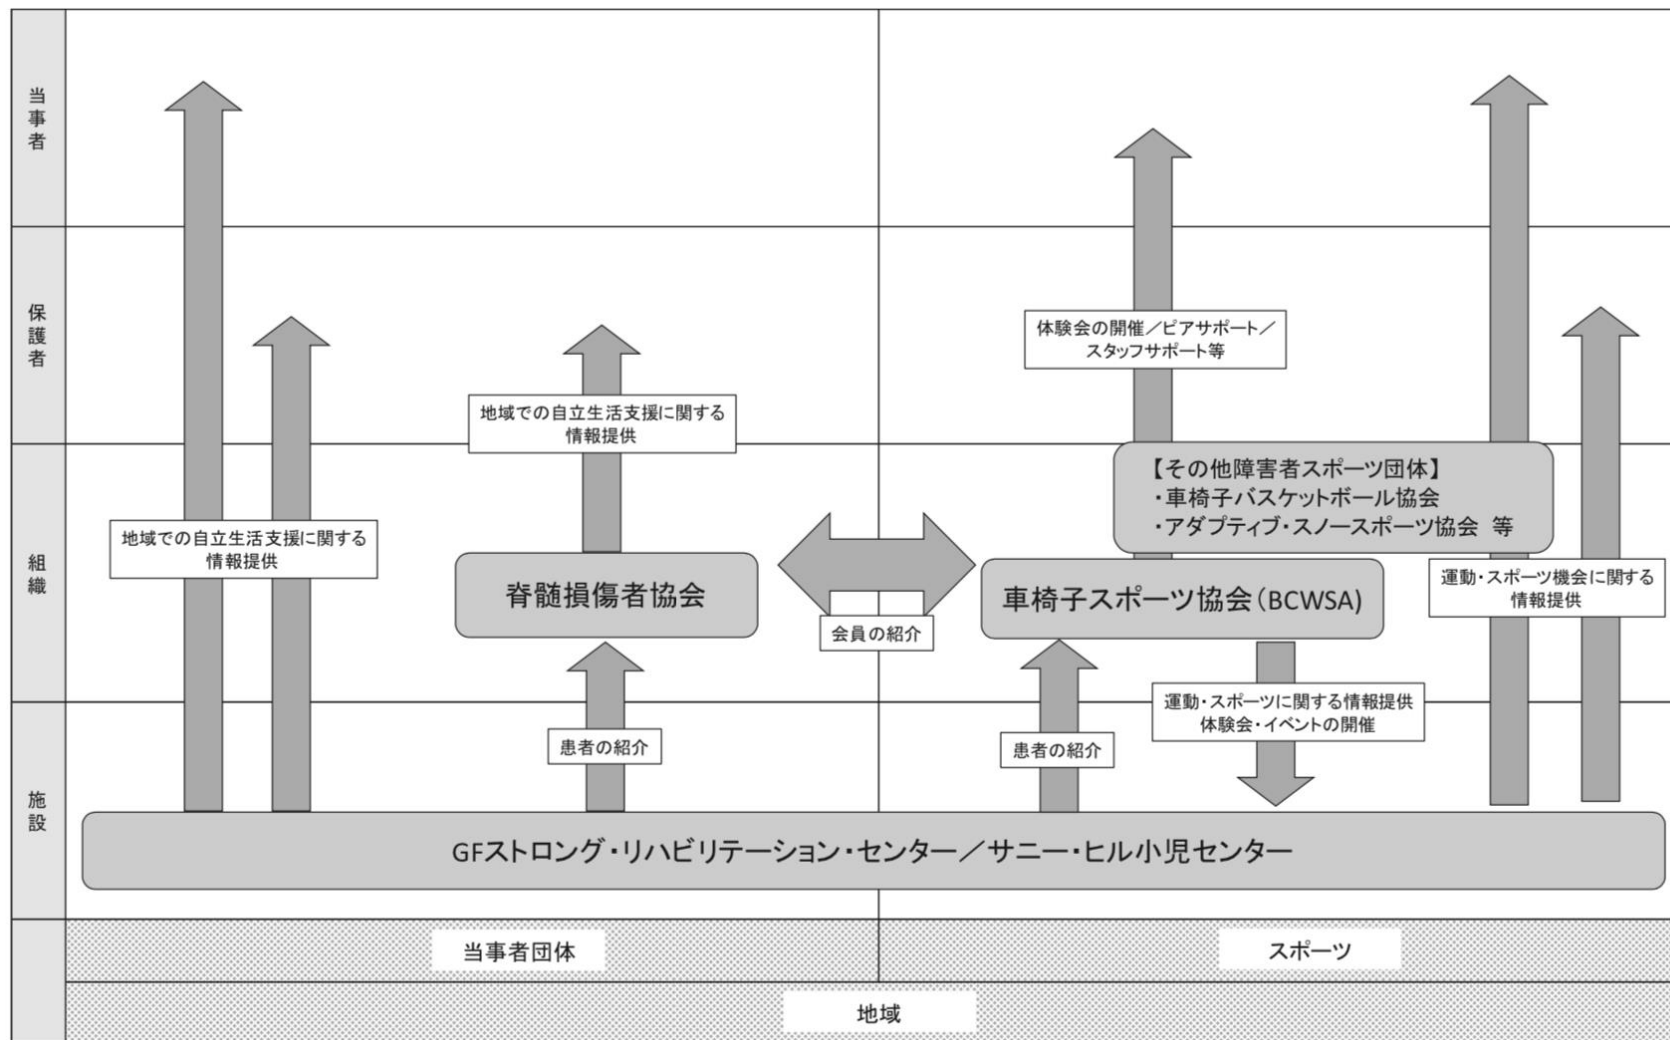 当事者
保護者
組織
施設
体験会の開催／ピアサポート／
スタッフサポート等
地域での自立生活支援に関する
情報提供
【その他障害者スポーツ団体】
・車椅子バスケットボール協会
・アダプティブ・スノースポーツ協会 等
地域での自立生活支援に関する
情報提供
脊髄損傷者協会
会員の紹介
車椅子スポーツ協会（BCWSA)
運動・スポーツ機会に関する
情報提供
患者の紹介
患者の紹介
運動・スポーツに関する情報提供
体験会・イベントの開催
GFストロング・リハビリテーション・センター／サニー・ヒル小児センター
当事者団体
スポーツ
地域